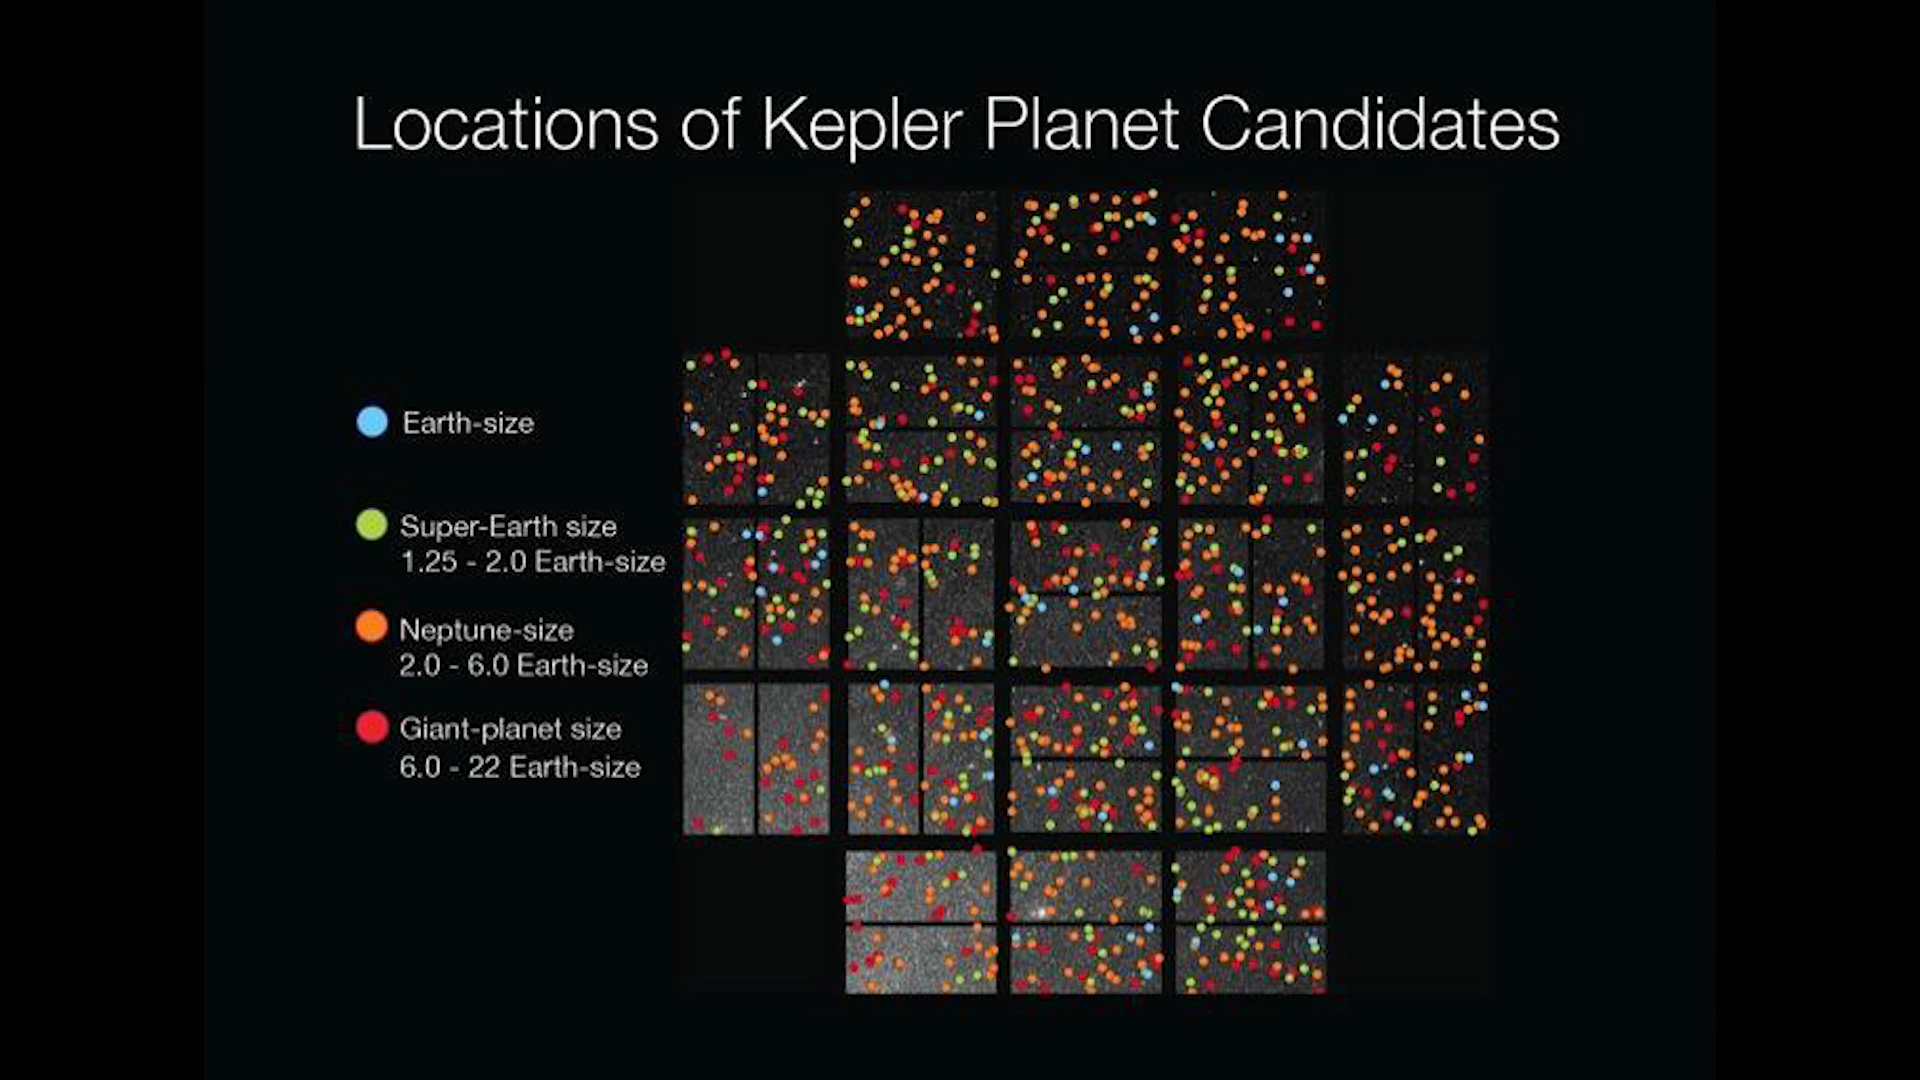 Locations of Kepler Planet Candidates
Earth-size
Super-Earth size
1.25 - 2.0 Earth-size
Neptune-size
2.0 - 6.0 Earth-size
Giant-planet size
6.0 - 22 Earth-size